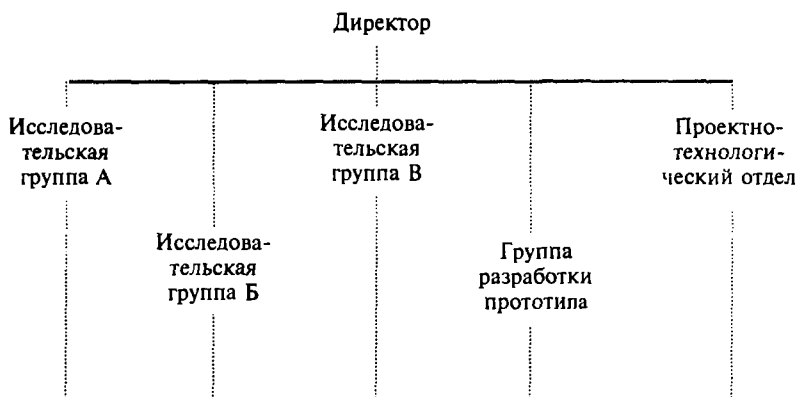 Директор
Исследова-
тельская
группа А
Исследова-
тельская
группа Б
Исследова-
тельская
группа В
Группа
разработки
прототипа
Проектно-
технологи-
ческий отдел